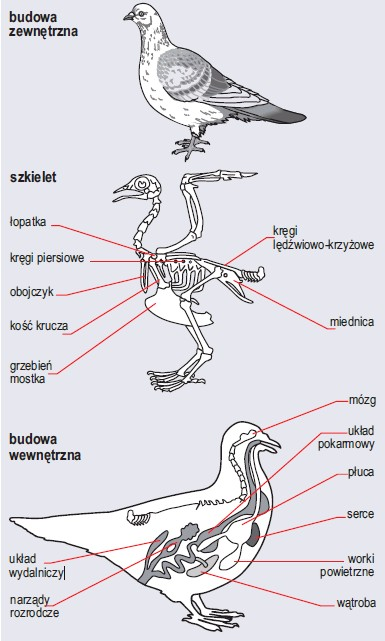 budowa
zewnętrzna
szkielet
łopatka
kręgi
lędźwiowo-krzyżowe
kręgi piersiowe
obojczyk
kość krucza
miednica
grzebień
mostka
mózg
budowa
wewnętrzna
układ
pokarmowy
płuca
serce
układ
wydalniczy
worki
powietrzne
narządy
rozrodcze
wątroba